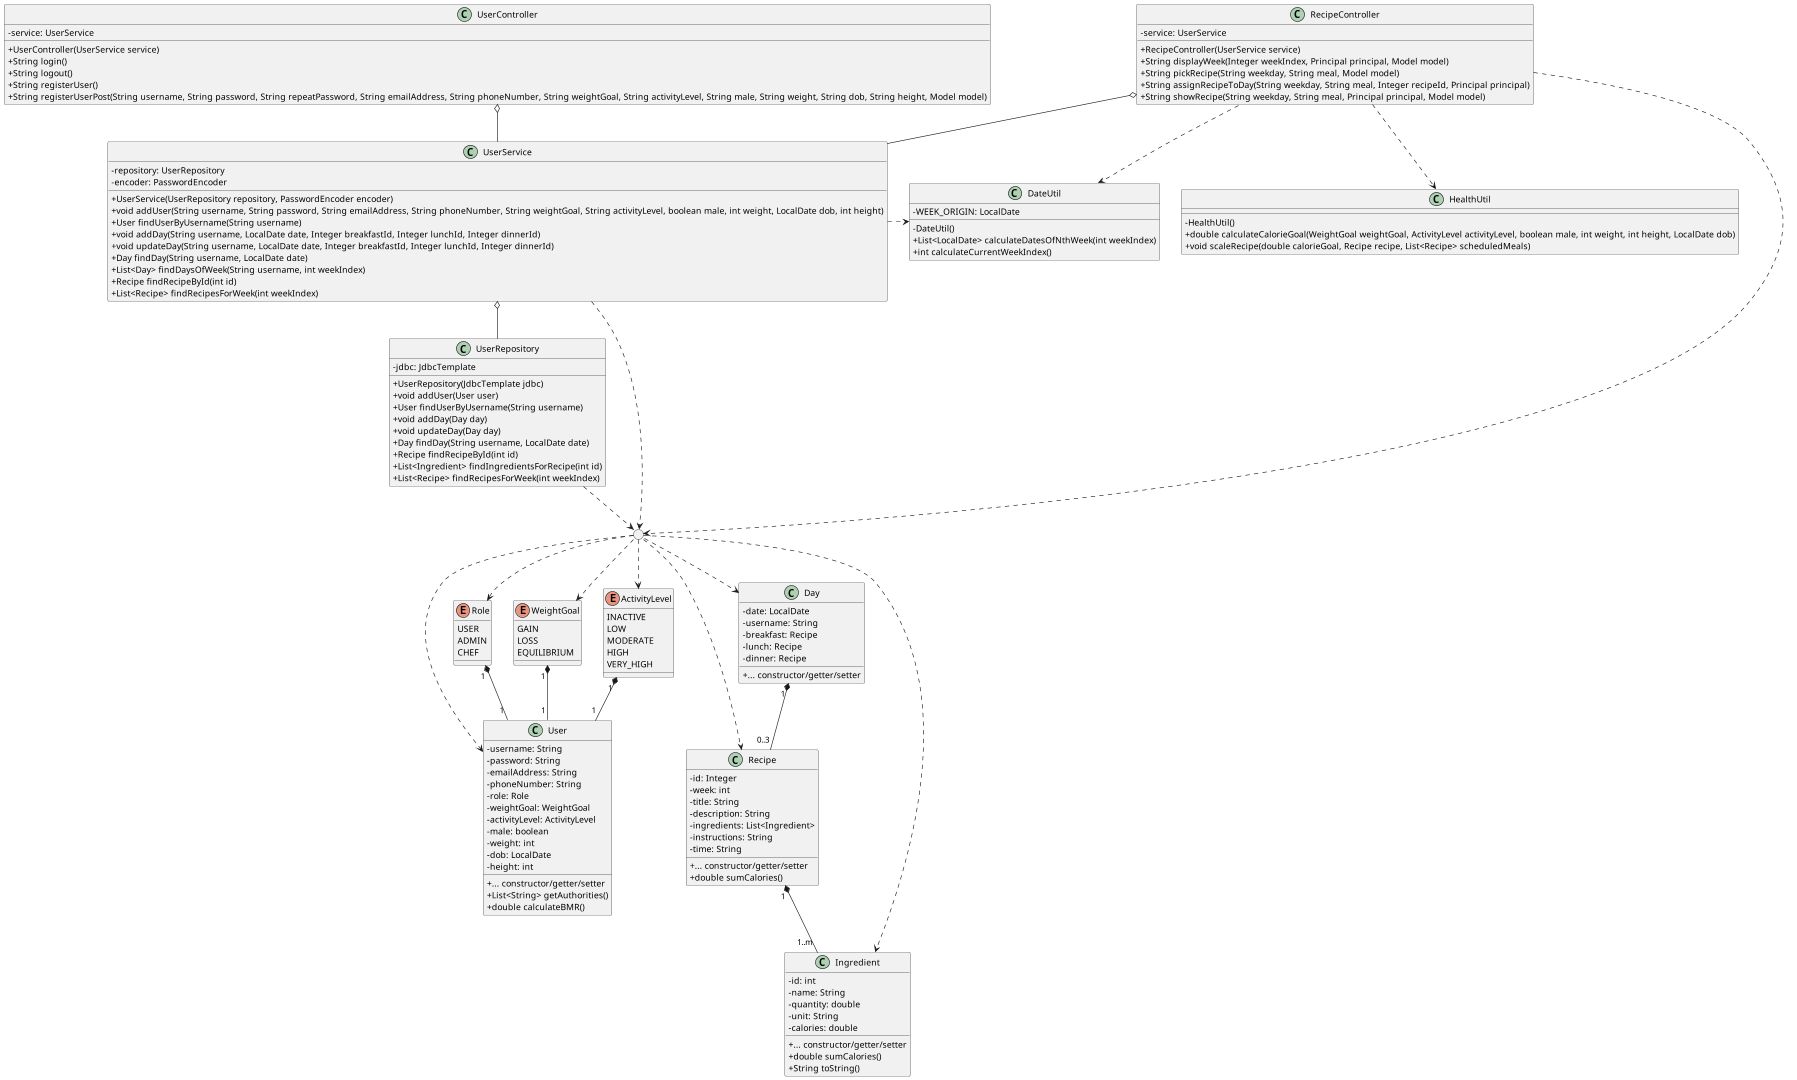 C UserController
-service: UserService
+UserController(UserService service)
+String login()
+String logout()
+String registerUser()
+String registerUserPost(String username, String password, String repeatPassword, String emailAddress, String phoneNumber, String weightGoal, String activityLevel, String male, String weight, String dob, String height, Model model)
C RecipeController
-service: UserService
+RecipeController(UserService service)
+String displayWeek(Integer weekIndex, Principal principal, Model model)
+String pickRecipe(String weekday, String meal, Model model)
+String assignRecipeToDay(String weekday, String meal, Integer recipeId, Principal principal)
+String showRecipe(String weekday, String meal, Principal principal, Model model)
C UserService
-repository: UserRepository
-encoder: PasswordEncoder
+UserService(UserRepository repository, PasswordEncoder encoder)
+void addUser(String username, String password, String emailAddress, String phoneNumber, String weightGoal, String activityLevel, boolean male, int weight, LocalDate dob, int height)
+User findUserByUsername(String username)
+void addDay(String username, LocalDate date, Integer breakfastId, Integer lunchId, Integer dinnerId)
+void updateDay(String username, LocalDate date, Integer breakfastId, Integer lunchId, Integer dinnerId)
+Day findDay(String username, LocalDate date)
+List<Day> findDaysOfWeek(String username, int weekIndex)
+Recipe findRecipeById(int id)
+List<Recipe> findRecipesForWeek(int weekIndex)
C DateUtil
-WEEK_ORIGIN: LocalDate
-DateUtil()
+List<LocalDate> calculateDatesOfNthWeek(int weekIndex)
+int calculateCurrentWeekIndex()
C HealthUtil
-HealthUtil()
+double calculateCalorieGoal(WeightGoal weightGoal, ActivityLevel activityLevel, boolean male, int weight, int height, LocalDate dob)
+void scaleRecipe(double calorieGoal, Recipe recipe, List<Recipe> scheduledMeals)
C UserRepository
-jdbc: JdbcTemplate
+UserRepository(JdbcTemplate jdbc)
+void addUser(User user)
+User findUserByUsername(String username)
+void addDay(Day day)
+void updateDay(Day day)
+Day findDay(String username, LocalDate date)
+Recipe findRecipeById(int id)
+List<Ingredient> findIngredientsForRecipe(int id)
+List<Recipe> findRecipesForWeek(int weekIndex)
E Role
USER
ADMIN
CHEF
E WeightGoal
GAIN
LOSS
EQUILIBRIUM
E ActivityLevel
INACTIVE
LOW
MODERATE
HIGH
VERY_HIGH
C Day
-date: LocalDate
-username: String
-breakfast: Recipe
-lunch: Recipe
-dinner: Recipe
+... constructor/getter/setter
1
1
1
1
1
1
1
0..3
C User
-username: String
-password: String
-emailAddress: String
-phoneNumber: String
-role: Role
-weightGoal: WeightGoal
-activityLevel: ActivityLevel
-male: boolean
-weight: int
-dob: LocalDate
-height: int
+... constructor/getter/setter
+List<String> getAuthorities()
+double calculateBMR()
C Recipe
-id: Integer
-week: int
-title: String
-description: String
-ingredients: List<Ingredient>
-instructions: String
-time: String
+... constructor/getter/setter
+double sumCalories()
1
1..m
C Ingredient
-id: int
-name: String
-quantity: double
-unit: String
-calories: double
+... constructor/getter/setter
+double sumCalories()
+String toString()